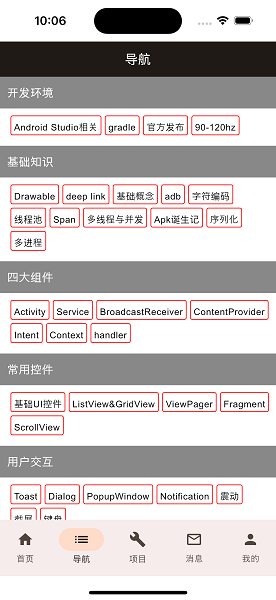 10:06
导航
开发环境
Android Studio相关 gradle 官方发布 90-120hz
基础知识
Drawable deep link 基础概念 adb 字符编码
线程池 Span 多线程与并发 Apk诞生记 序列化
多进程
四大组件
Activity Service BroadcastReceiver ContentProvider
Intent Context handler
常用控件
基础UI控件 ListView&GridView ViewPager Fragment
ScrollView
用户交互
Toast Dialog PopupWindow Notification 震动
截屏 键盘
首页 导航 项目 消息 我的